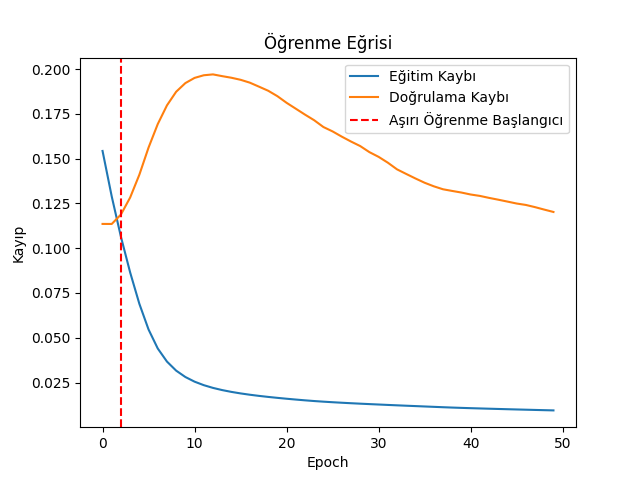 Öğrenme Eğrisi
Eğitim Kaybı
Doğrulama Kaybı
Aşırı Öğrenme Başlangıcı
0.200
0.175
0.150
0.125
0.100
0.075
0.050
0.025
Kayıp
0 10 20 30 40 50
Epoch